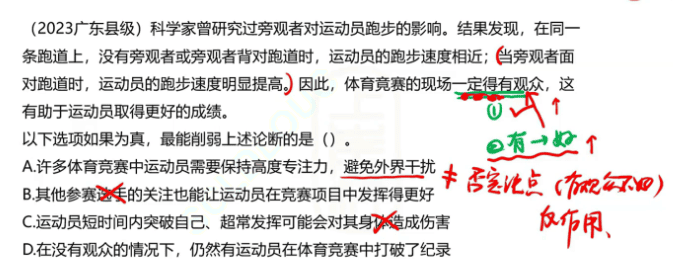 （2023广东县级）科学家曾研究过旁观者对运动员跑步的影响。结果发现，在同一
条跑道上，没有旁观者或旁观者背对跑道时，运动员的跑步速度相近；当旁观者面
对跑道时，运动员的跑步速度明显提高。因此，体育竟赛的现场一定得有观众，这
有助于运动员取得更好的成绩。
①
以下选项如果为真，最能削弱上述论断的是（）。
②有→好↑
A.许多体育竞赛中运动员需要保持高度专注力，避免外界干扰
≠ 否定论点（有观众不好）
B.其他参赛选手的关注也能让运动员在竞赛项目中发挥得更好
反作用、
C.运动员短时间内突破自己、超常发挥可能会对其身体造成伤害
D.在没有观众的情况下，仍然有运动员在体育竞赛中打破了纪录